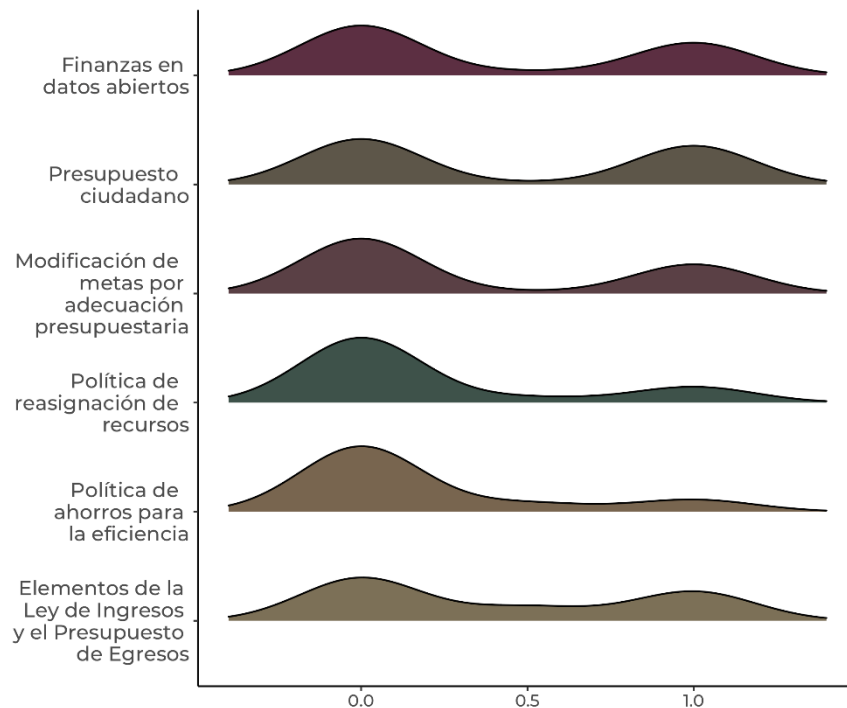 Finanzas en
datos abiertos
Presupuesto
ciudadano
Modificación de
metas por
adecuación
presupuestaria
Política de
reasignación de
recursos
Política de
ahorros para
la eficiencia
Elementos de la
Ley de Ingresos
y el Presupuesto
de Egresos
0.0 0.5 1.0